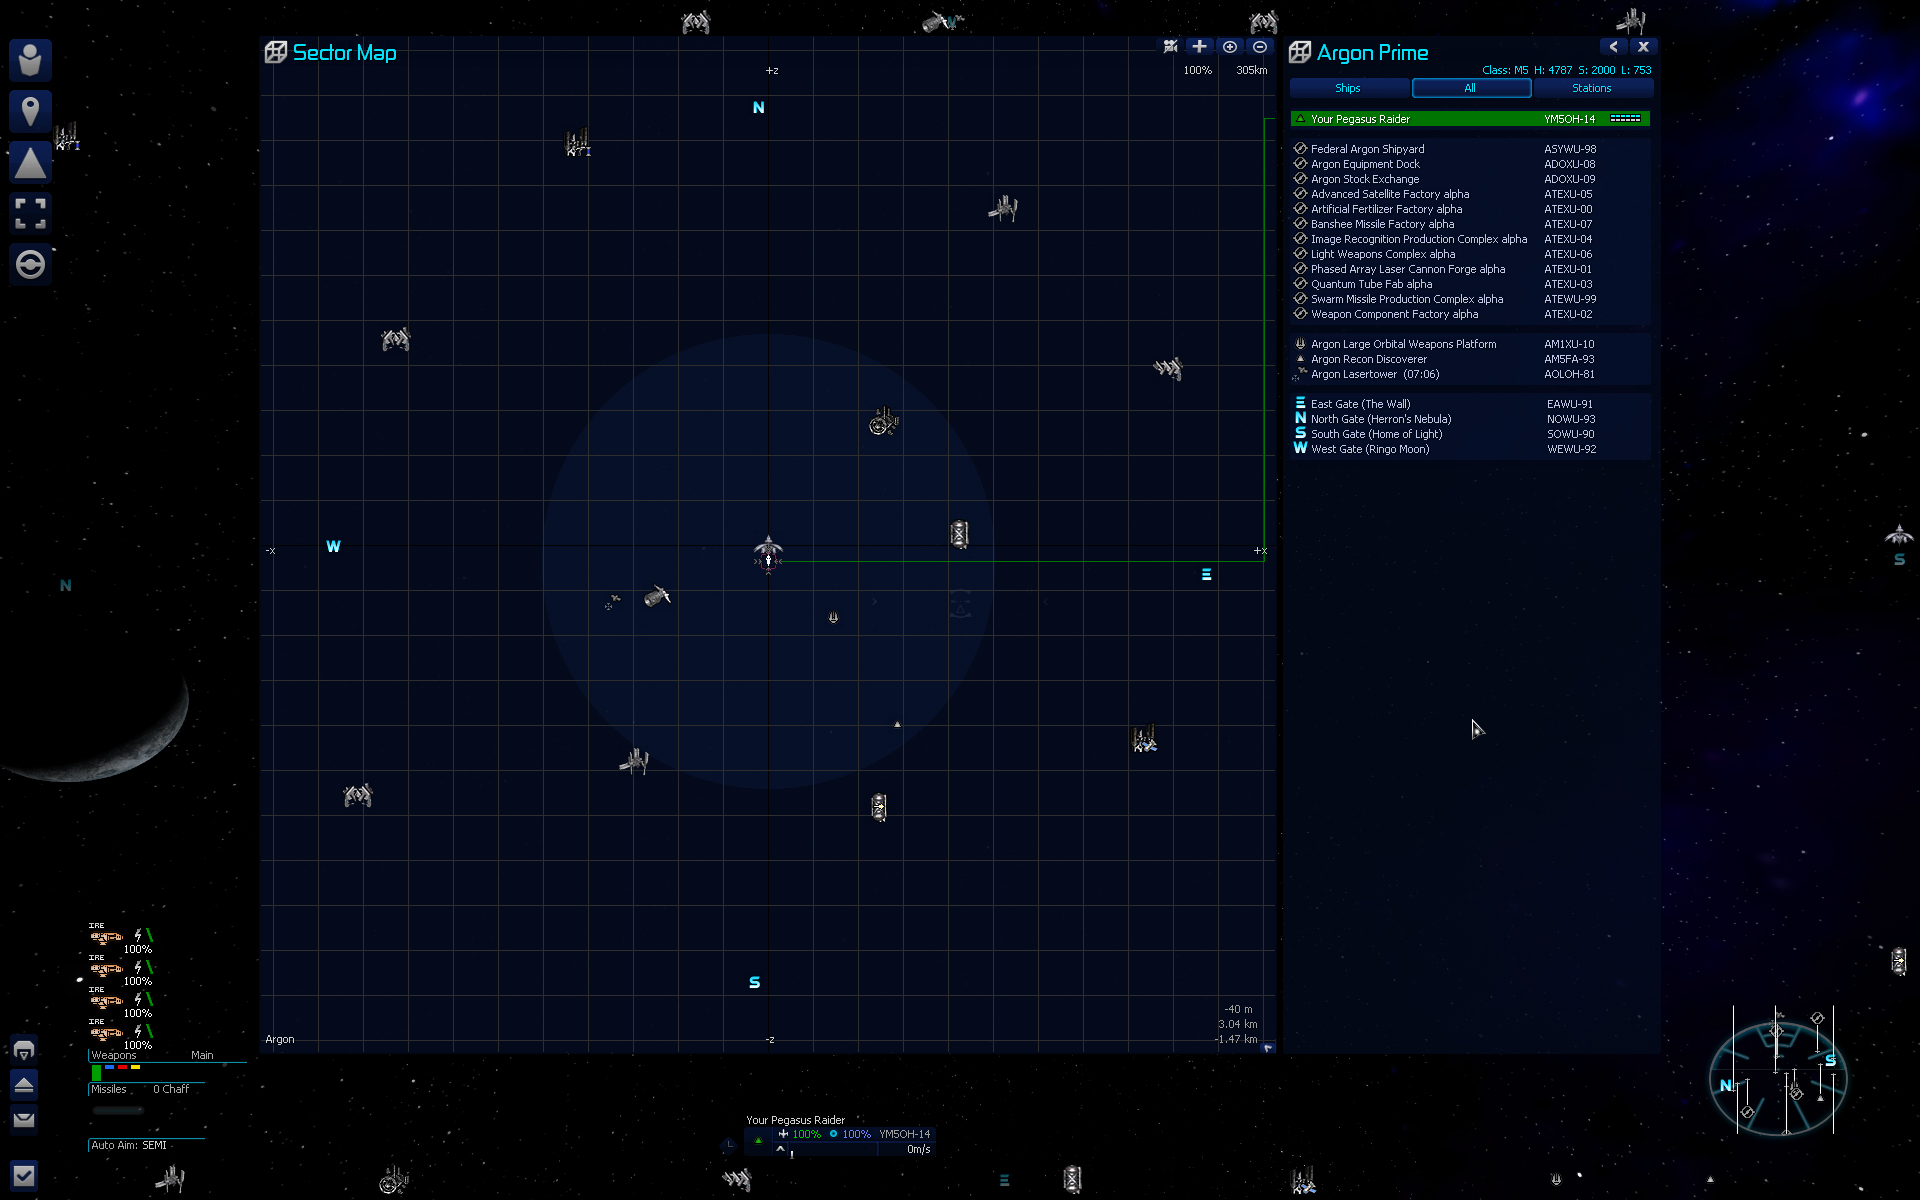 Sector Map
100% 305km
+z
N
-x
W
+x
E
S
-40 m
3.04 km
-1.47 km
Argon
-z
Argon Prime
Class: M5 H: 4787 S: 2000 L: 753
Ships All Stations
Your Pegasus Raider YM5OH-14
Federal Argon Shipyard ASYWU-98
Argon Equipment Dock ADOXU-08
Argon Stock Exchange ADOXU-09
Advanced Satellite Factory alpha ATEXU-05
Artificial Fertilizer Factory alpha ATEXU-00
Banshee Missile Factory alpha ATEXU-07
Image Recognition Production Complex alpha ATEXU-04
Light Weapons Complex alpha ATEXU-06
Phased Array Laser Cannon Forge alpha ATEXU-01
Quantum Tube Fab alpha ATEXU-03
Swarm Missile Production Complex alpha ATEWU-99
Weapon Component Factory alpha ATEXU-02
Argon Large Orbital Weapons Platform AM1XU-10
Argon Recon Discoverer AM5FA-93
Argon Lasertower (07:06) AOLOH-81
E East Gate (The Wall) EAWU-91
N North Gate (Herron's Nebula) NOWU-93
S South Gate (Home of Light) SOWU-90
W West Gate (Ringo Moon) WEWU-92
N
S
IRE
100%
IRE
100%
IRE
100%
IRE
100%
Weapons Main
Missiles 0 Chaff
Auto Aim: SEMI
Your Pegasus Raider
100% 100% YM5OH-14
0m/s
E
N
S